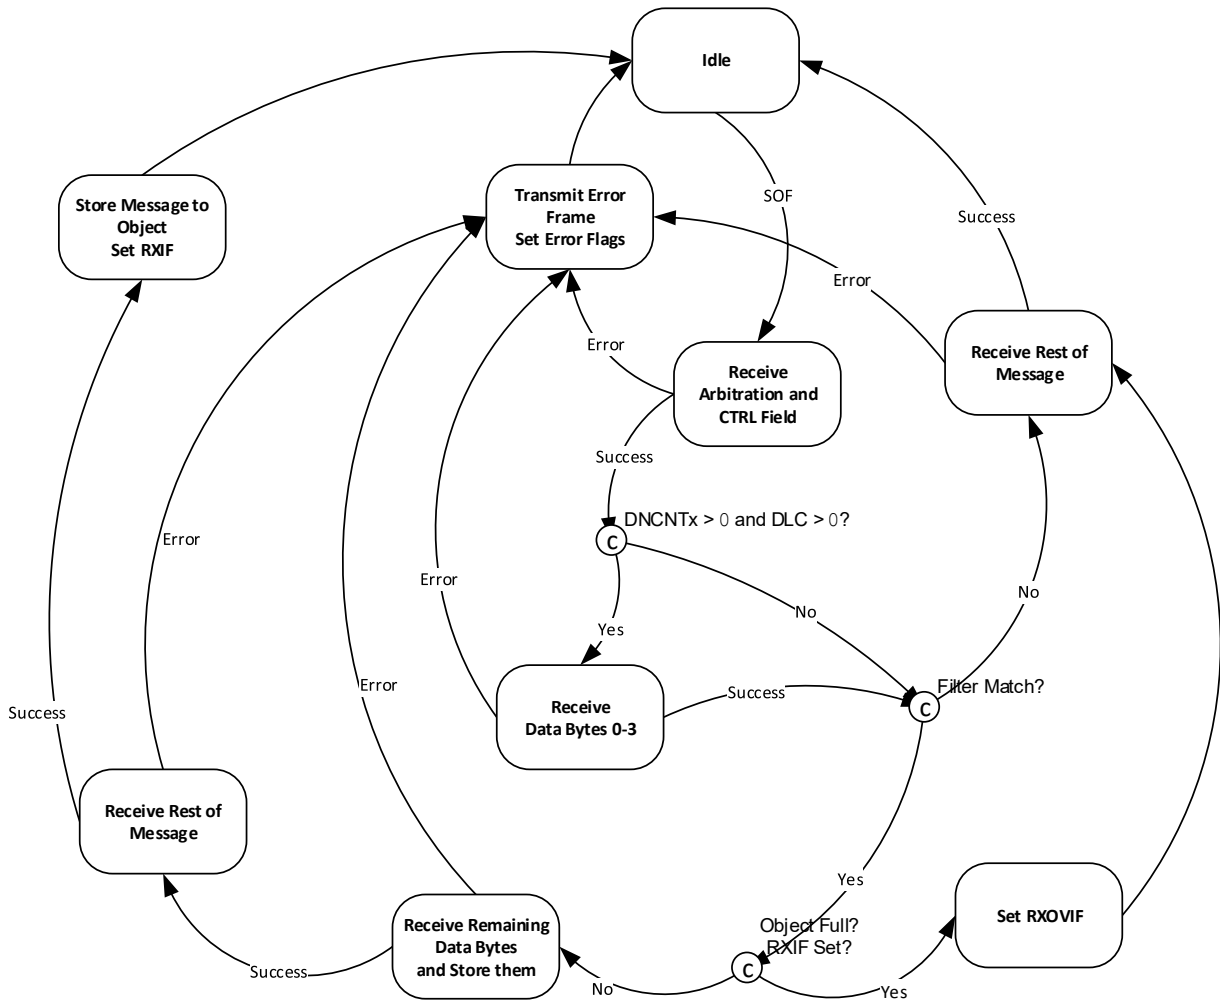 Idle
Store Message to
Object
Set RXIF
Transmit Error
Frame
Set Error Flags
SOF
Success
Error
Error
Receive
Arbitration and
CTRL Field
Receive Rest of
Message
Success
DNCNTx > 0 and DLC > 0?
C
Error
Error
Yes
No
No
Error
Success
Receive
Data Bytes 0-3
Success
Filter Match?
C
Receive Rest of
Message
Yes
Receive Remaining
Data Bytes
and Store them
Object Full?
RXIF Set?
C
Set RXOVIF
Success
No
Yes